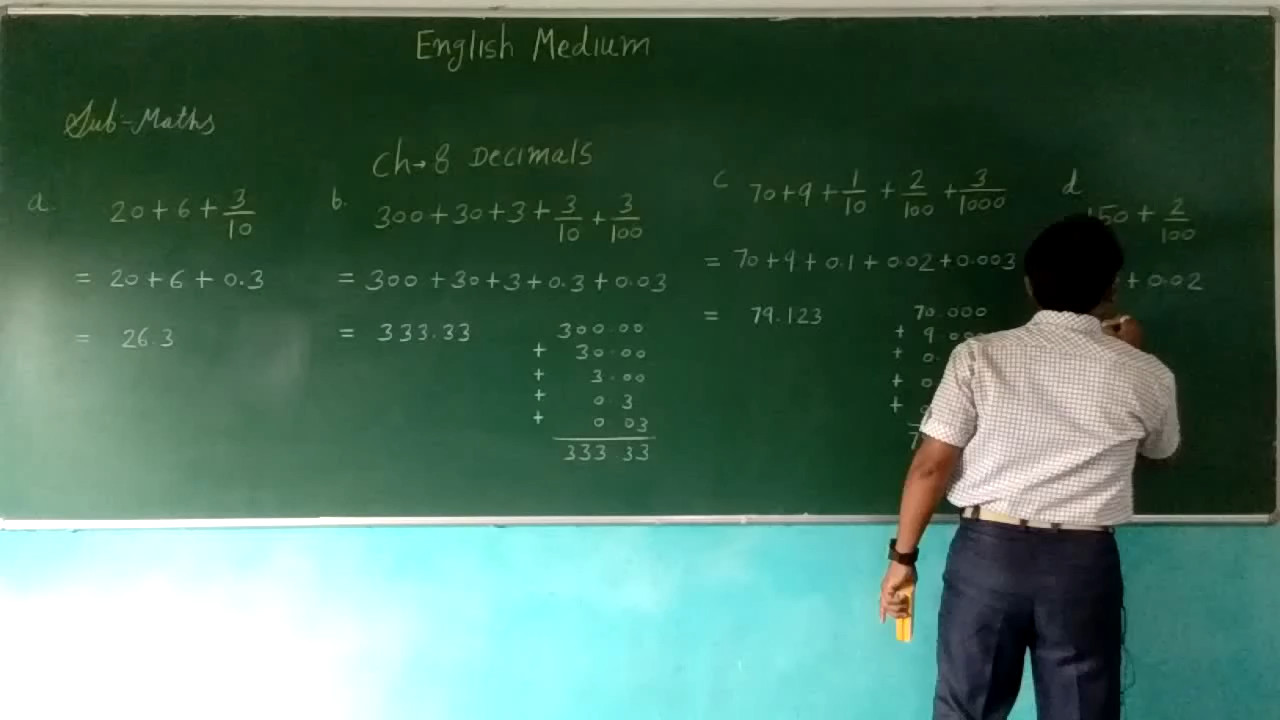 English Medium
Sub:- Maths
Ch→8 Decimals
a. 20+6+3/10
= 20+6+0.3
= 26.3
b. 300+30+3+3/10+3/100
= 300+30+3+0.3+0.03
= 333.33
300.00
+ 30.00
+ 3.00
+ 0.3
+ 0.03
333.33
c 70+9+1/10+2/100+3/1000
= 70+9+0.1+0.02+0.003
= 79.123
70.000
+ 9.00
+ 0.
+ 0
+
7
d
150+2/100
+0.02